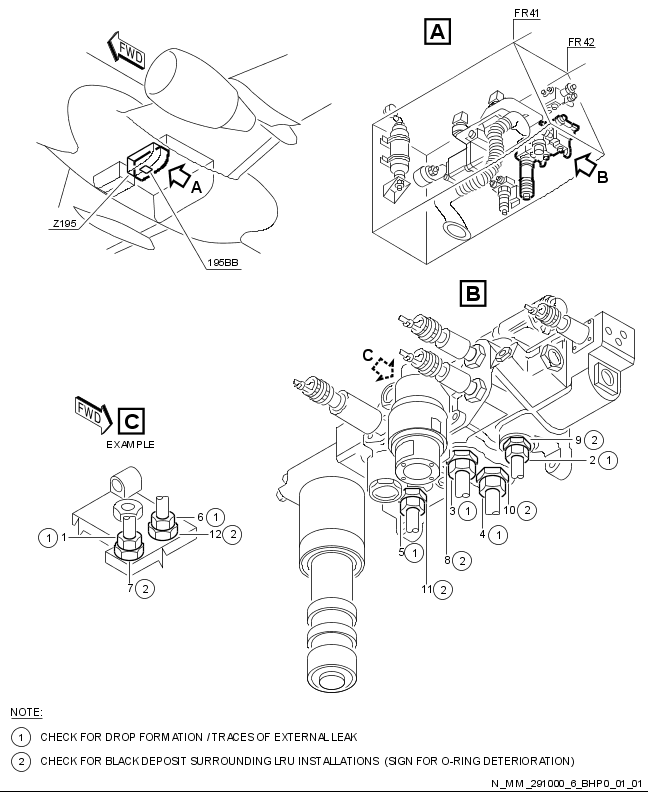 FR41
A
FR42
FWD
A
B
Z195
195BB
B
C
FWD
C
EXAMPLE
9 2
2 1
6 1
1 1
12 2
3 1
10 2
4 1
5 1
8 2
7 2
11 2
NOTE:
1 CHECK FOR DROP FORMATION / TRACES OF EXTERNAL LEAK
2 CHECK FOR BLACK DEPOSIT SURROUNDING LRU INSTALLATIONS (SIGN FOR O-RING DETERIORATION)
N_MM_291000_6_BHP0_01_01